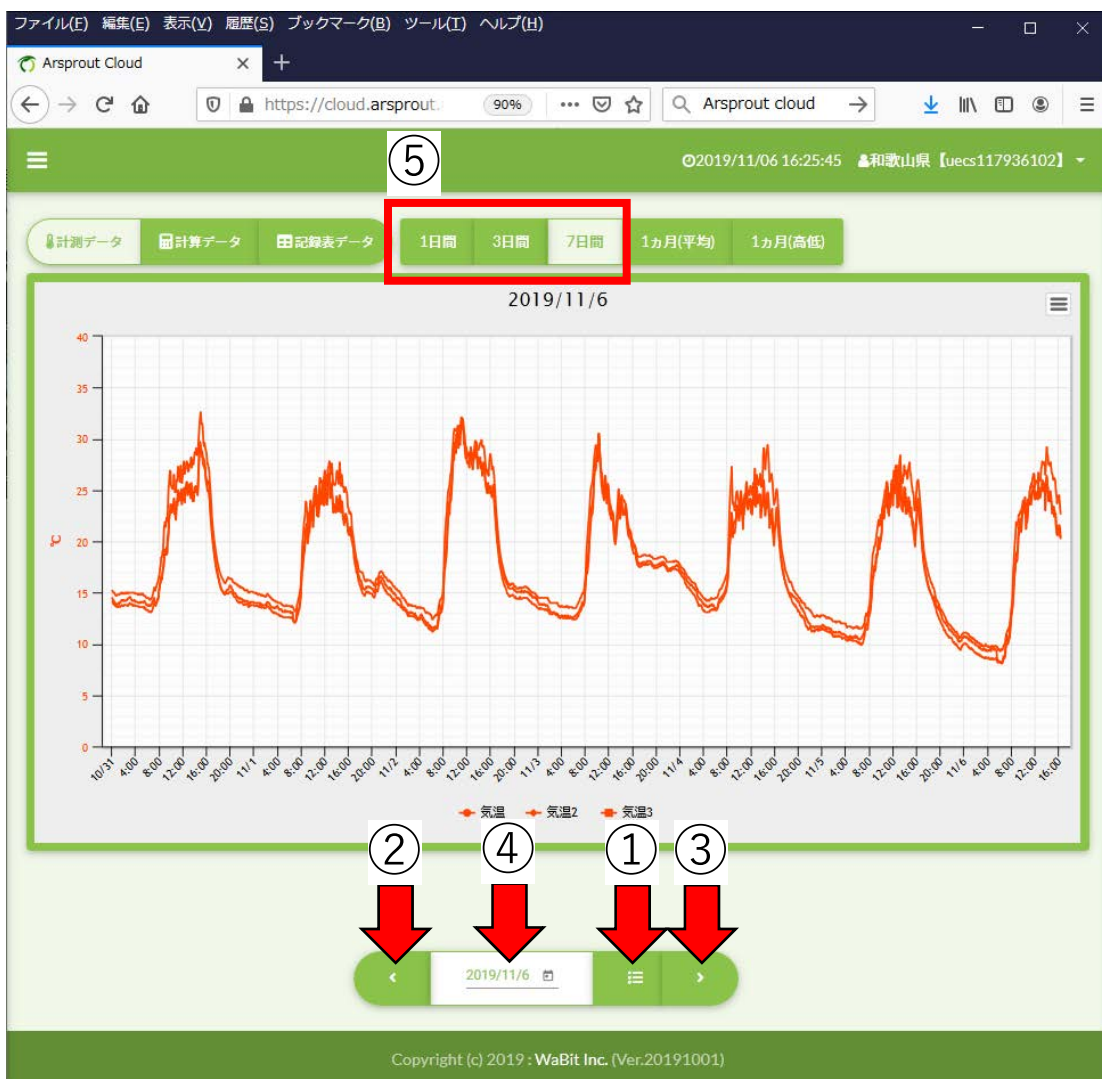 ファイル(F) 編集(E) 表示(V) 履歴(S) ブックマーク(B) ツール(T) ヘルプ(H)
Arsprout Cloud
https://cloud.arsprout. 90% Arsprout cloud
⑤
2019/11/06 16:25:45 和歌山県【uecs117936102】
計測データ 計算データ 記録表データ 1日間 3日間 7日間 1ヵ月(平均) 1ヵ月(高低)
2019/11/6
40
35
30
25
℃ 20
15
10
5
0
10/31 4:00 8:00 12:00 16:00 20:00 11/1 4:00 8:00 12:00 16:00 20:00 11/2 4:00 8:00 12:00 16:00 20:00 11/3 4:00 8:00 12:00 16:00 20:00 11/4 4:00 8:00 12:00 16:00 20:00 11/5 4:00 8:00 12:00 16:00 20:00 11/6 4:00 8:00 12:00 16:00
気温 気温2 気温3
② ④ ① ③
2019/11/6
Copyright (c) 2019 : WaBit Inc. (Ver.20191001)